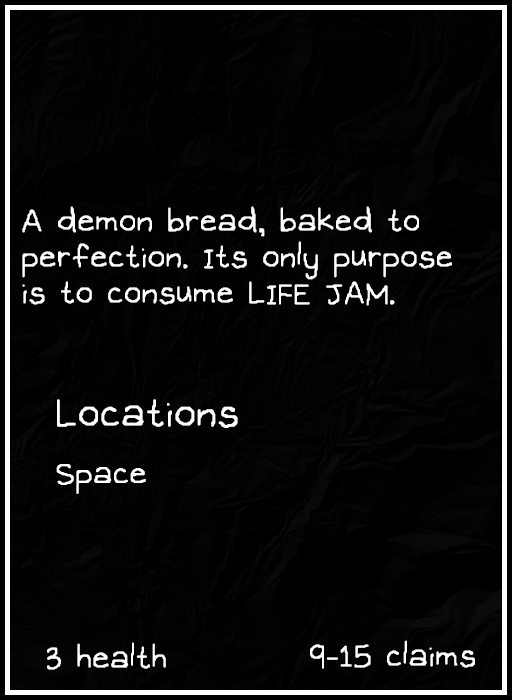 A demon bread, baked to
perfection. Its only purpose
is to consume LIFE JAM.
Locations
Space
3 health
9-15 claims